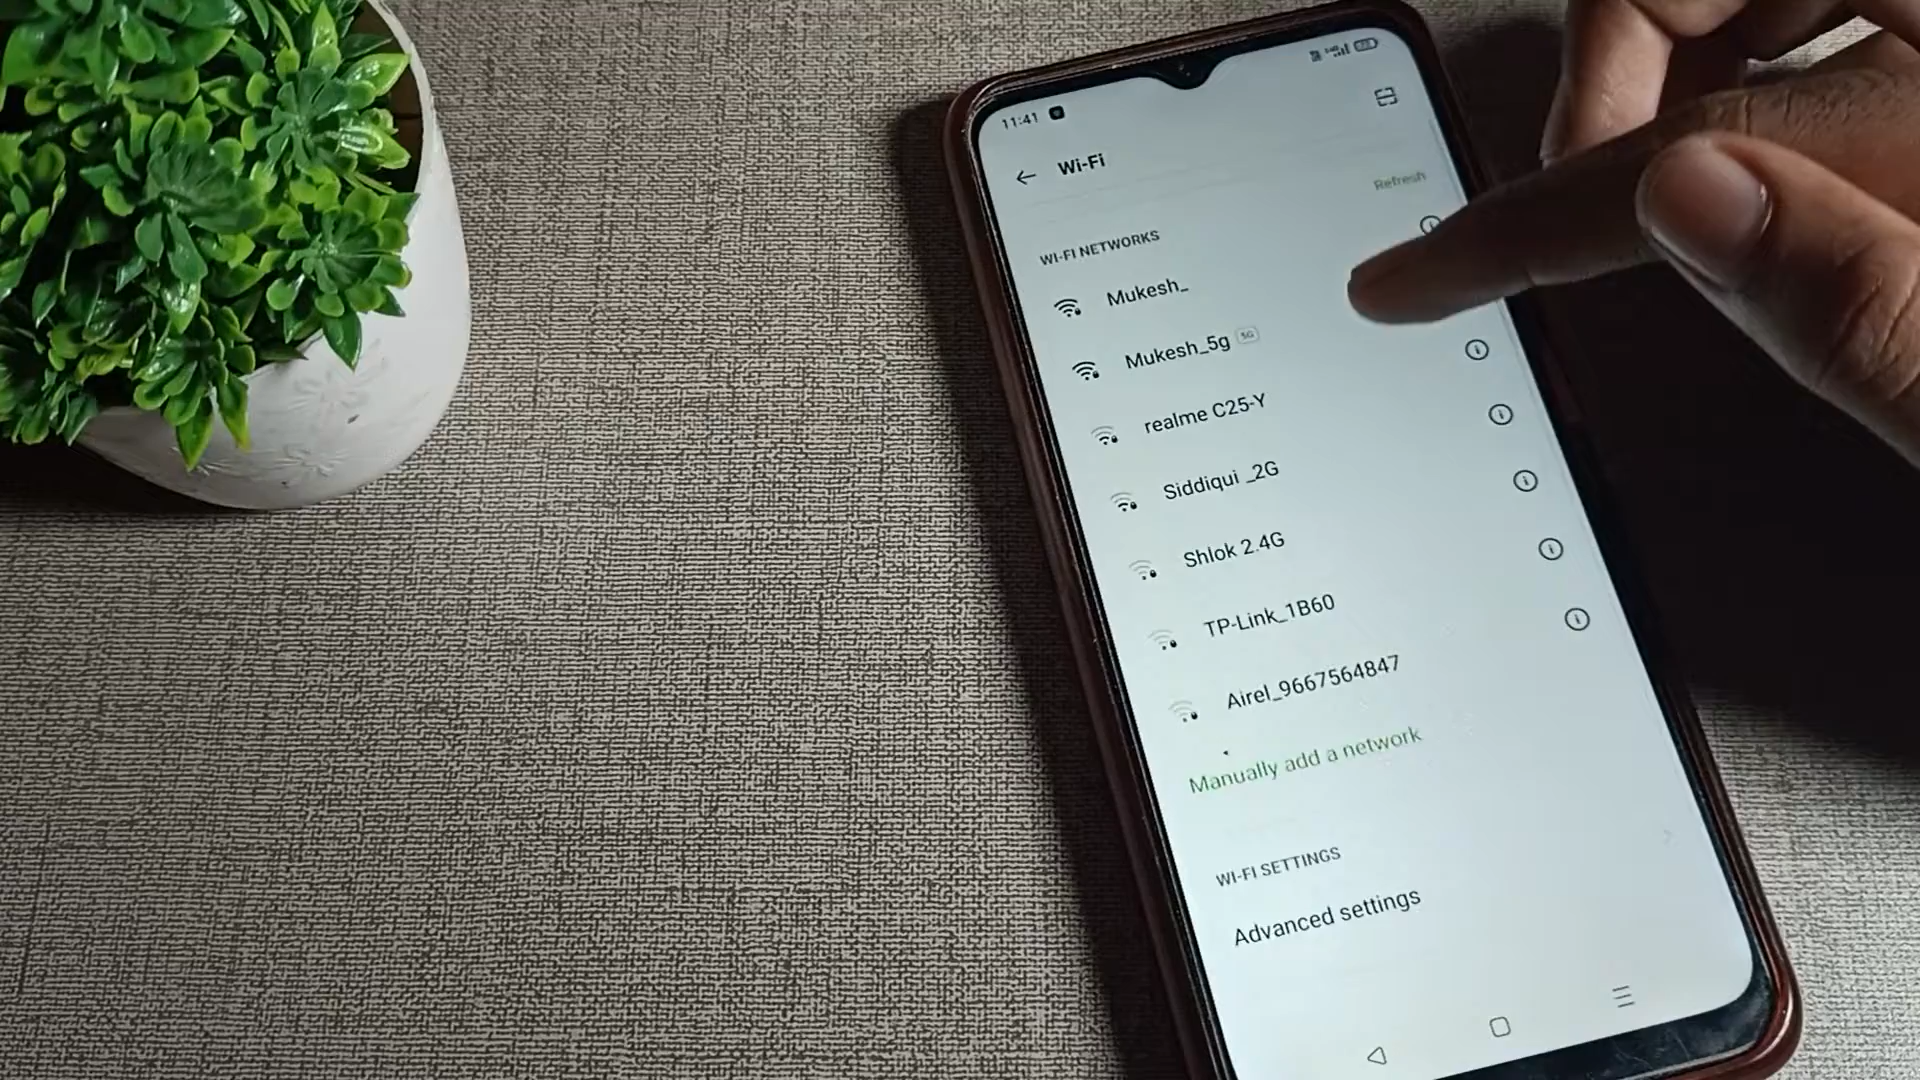 11:41
Wi-Fi
Refresh
WI-FI NETWORKS
Mukesh_
Mukesh_5g 5G
realme C25-Y
Siddiqui _2G
Shlok 2.4G
TP-Link_1B60
Airel_9667564847
Manually add a network
WI-FI SETTINGS
Advanced settings